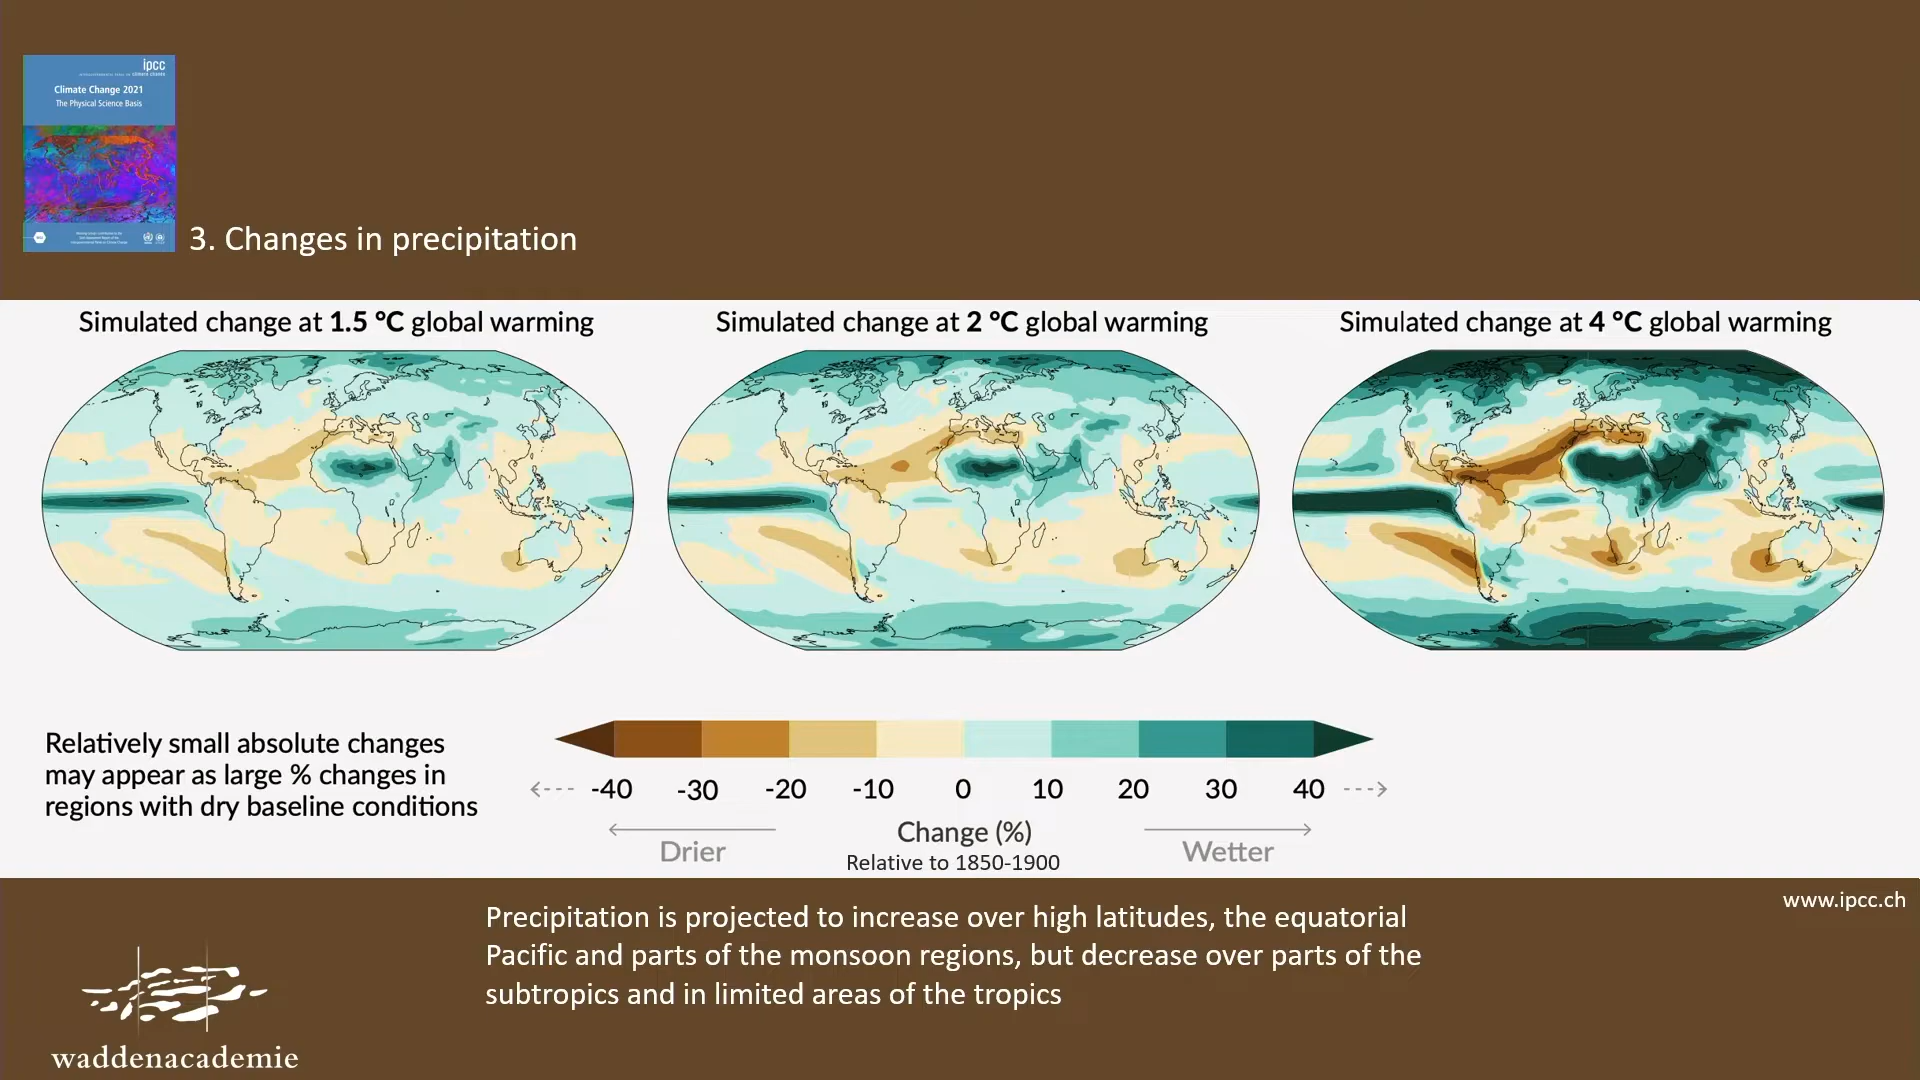 ipcc
Climate Change 2021
The Physical Science Basis
3. Changes in precipitation
Simulated change at 1.5 °C global warming
Simulated change at 2 °C global warming
Simulated change at 4 °C global warming
Relatively small absolute changes
may appear as large % changes in
regions with dry baseline conditions
-40 -30 -20 -10 0 10 20 30 40
Change (%)
Drier
Wetter
Relative to 1850-1900
www.ipcc.ch
Precipitation is projected to increase over high latitudes, the equatorial
Pacific and parts of the monsoon regions, but decrease over parts of the
subtropics and in limited areas of the tropics
waddenacademie